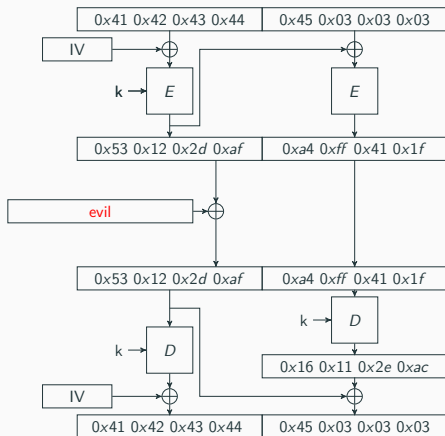 0x41 0x42 0x43 0x44 0x45 0x03 0x03 0x03
IV
k E E
0x53 0x12 0x2d 0xaf 0xa4 0xff 0x41 0x1f
evil
0x53 0x12 0x2d 0xaf 0xa4 0xff 0x41 0x1f
k D
k D
0x16 0x11 0x2e 0xac
IV
0x41 0x42 0x43 0x44 0x45 0x03 0x03 0x03